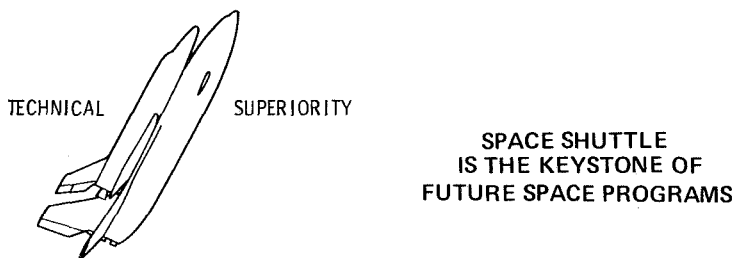 TECHNICAL SUPERIORITY
SPACE SHUTTLE
IS THE KEYSTONE OF
FUTURE SPACE PROGRAMS